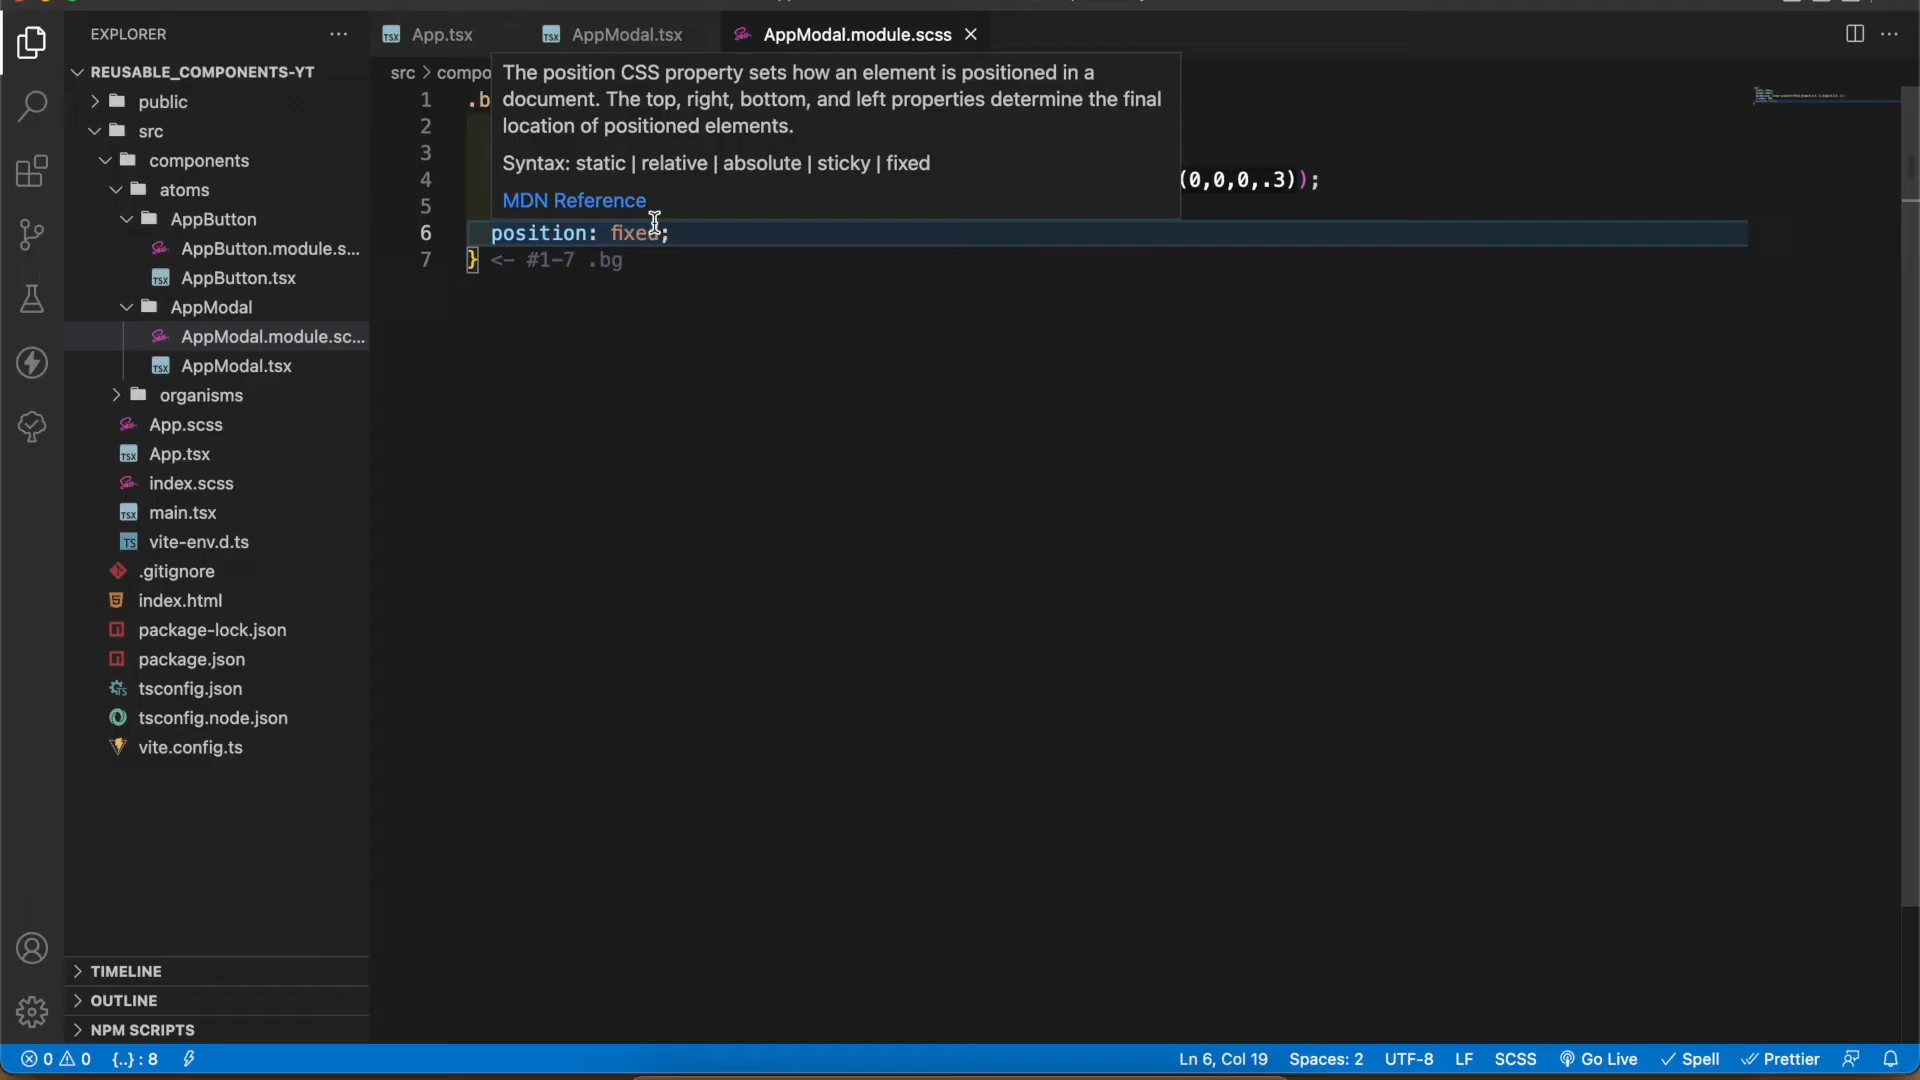 EXPLORER
REUSABLE_COMPONENTS-YT
public
src
components
atoms
AppButton
AppButton.module.s...
AppButton.tsx
AppModal
AppModal.module.sc...
AppModal.tsx
organisms
App.scss
App.tsx
index.scss
main.tsx
vite-env.d.ts
.gitignore
index.html
package-lock.json
package.json
tsconfig.json
tsconfig.node.json
vite.config.ts
TIMELINE
OUTLINE
NPM SCRIPTS
App.tsx AppModal.tsx AppModal.module.scss
src > compo
The position CSS property sets how an element is positioned in a
document. The top, right, bottom, and left properties determine the final
location of positioned elements.
Syntax: static | relative | absolute | sticky | fixed
MDN Reference
1 .b
2
3
4 (0,0,0,.3));
5
6 position: fixed;
7 } <- #1-7 .bg
0 0 {..} : 8 Ln 6, Col 19 Spaces: 2 UTF-8 LF SCSS Go Live Spell Prettier